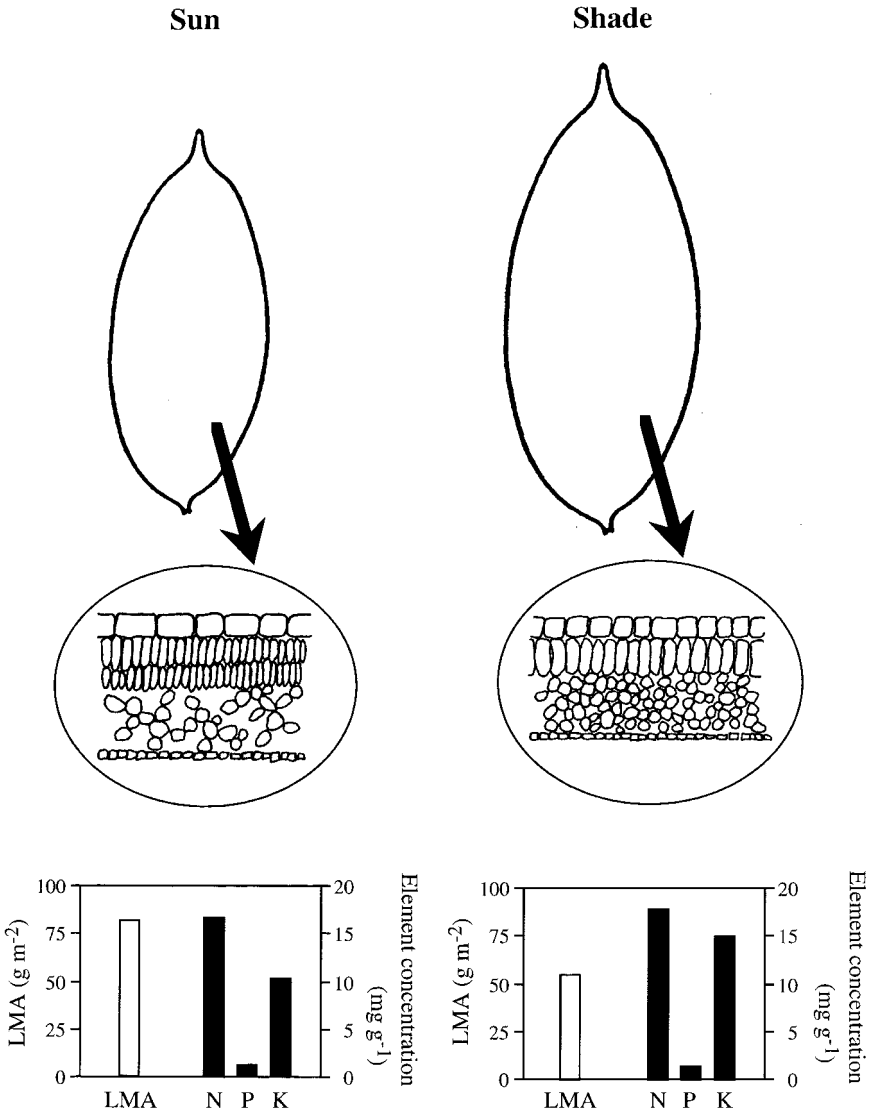 Sun
Shade
100
75
50
25
0
LMA (g m-2)
20
15
10
5
0
Element concentration
(mg g-1)
LMA N P K
100
75
50
25
0
LMA (g m-2)
20
15
10
5
0
Element concentration
(mg g-1)
LMA N P K